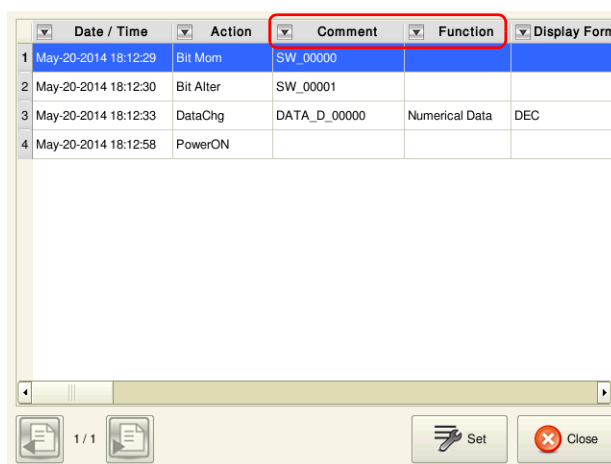 Date / Time Action Comment Function Display Form
1 May-20-2014 18:12:29 Bit Mom SW_00000
2 May-20-2014 18:12:30 Bit Alter SW_00001
3 May-20-2014 18:12:33 DataChg DATA_D_00000 Numerical Data DEC
4 May-20-2014 18:12:58 PowerON
1 / 1 Set Close